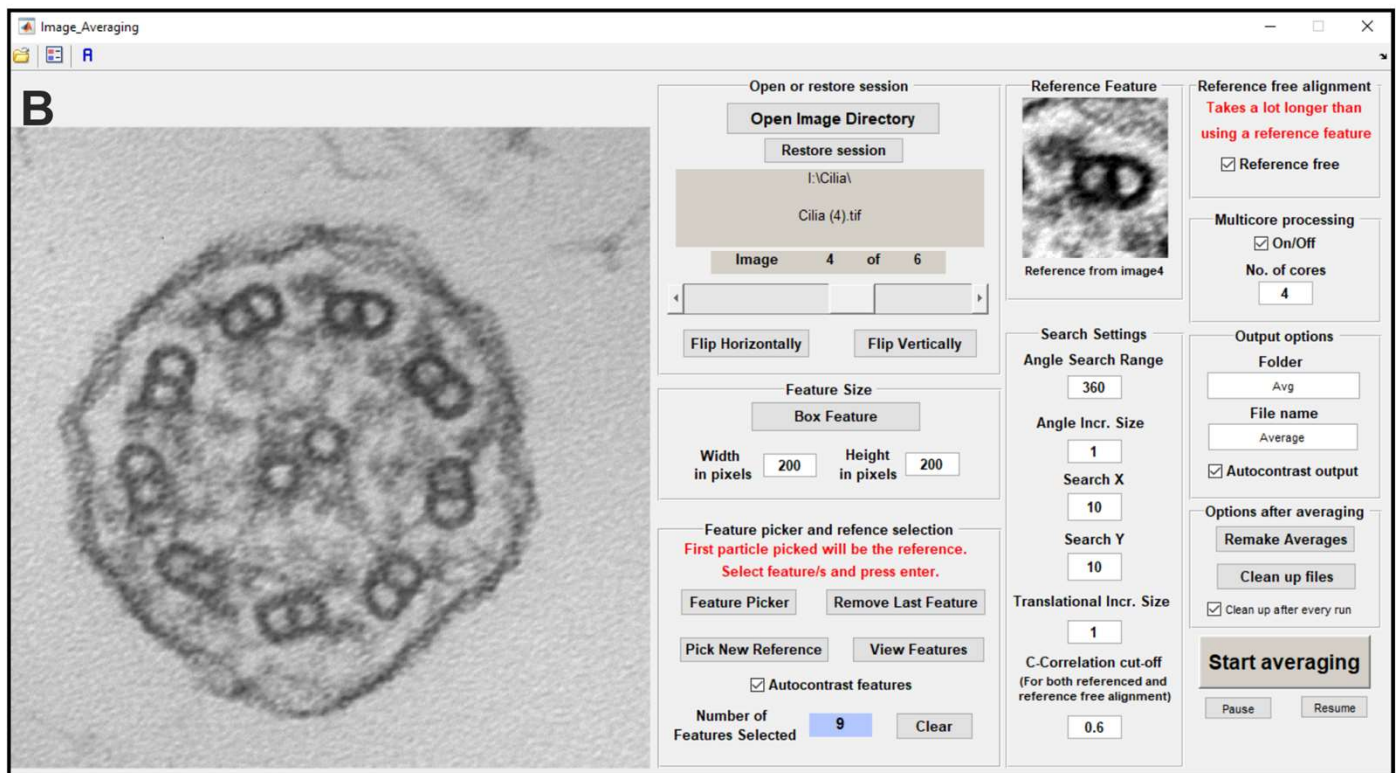 Image_Averaging
A
B
Open or restore session
Open Image Directory
Restore session
I:\Cilia\
Cilia (4).tif
Image 4 of 6
Flip Horizontally Flip Vertically
Feature Size
Box Feature
Width
in pixels
200
Height
in pixels
200
Feature picker and refence selection
First particle picked will be the reference.
Select feature/s and press enter.
Feature Picker Remove Last Feature
Pick New Reference View Features
Autocontrast features
Number of
Features Selected
9
Clear
Reference Feature
Reference from image4
Search Settings
Angle Search Range
360
Angle Incr. Size
1
Search X
10
Search Y
10
Translational Incr. Size
1
C-Correlation cut-off
(For both referenced and
reference free alignment)
0.6
Reference free alignment
Takes a lot longer than
using a reference feature
Reference free
Multicore processing
On/Off
No. of cores
4
Output options
Folder
Avg
File name
Average
Autocontrast output
Options after averaging
Remake Averages
Clean up files
Clean up after every run
Start averaging
Pause Resume